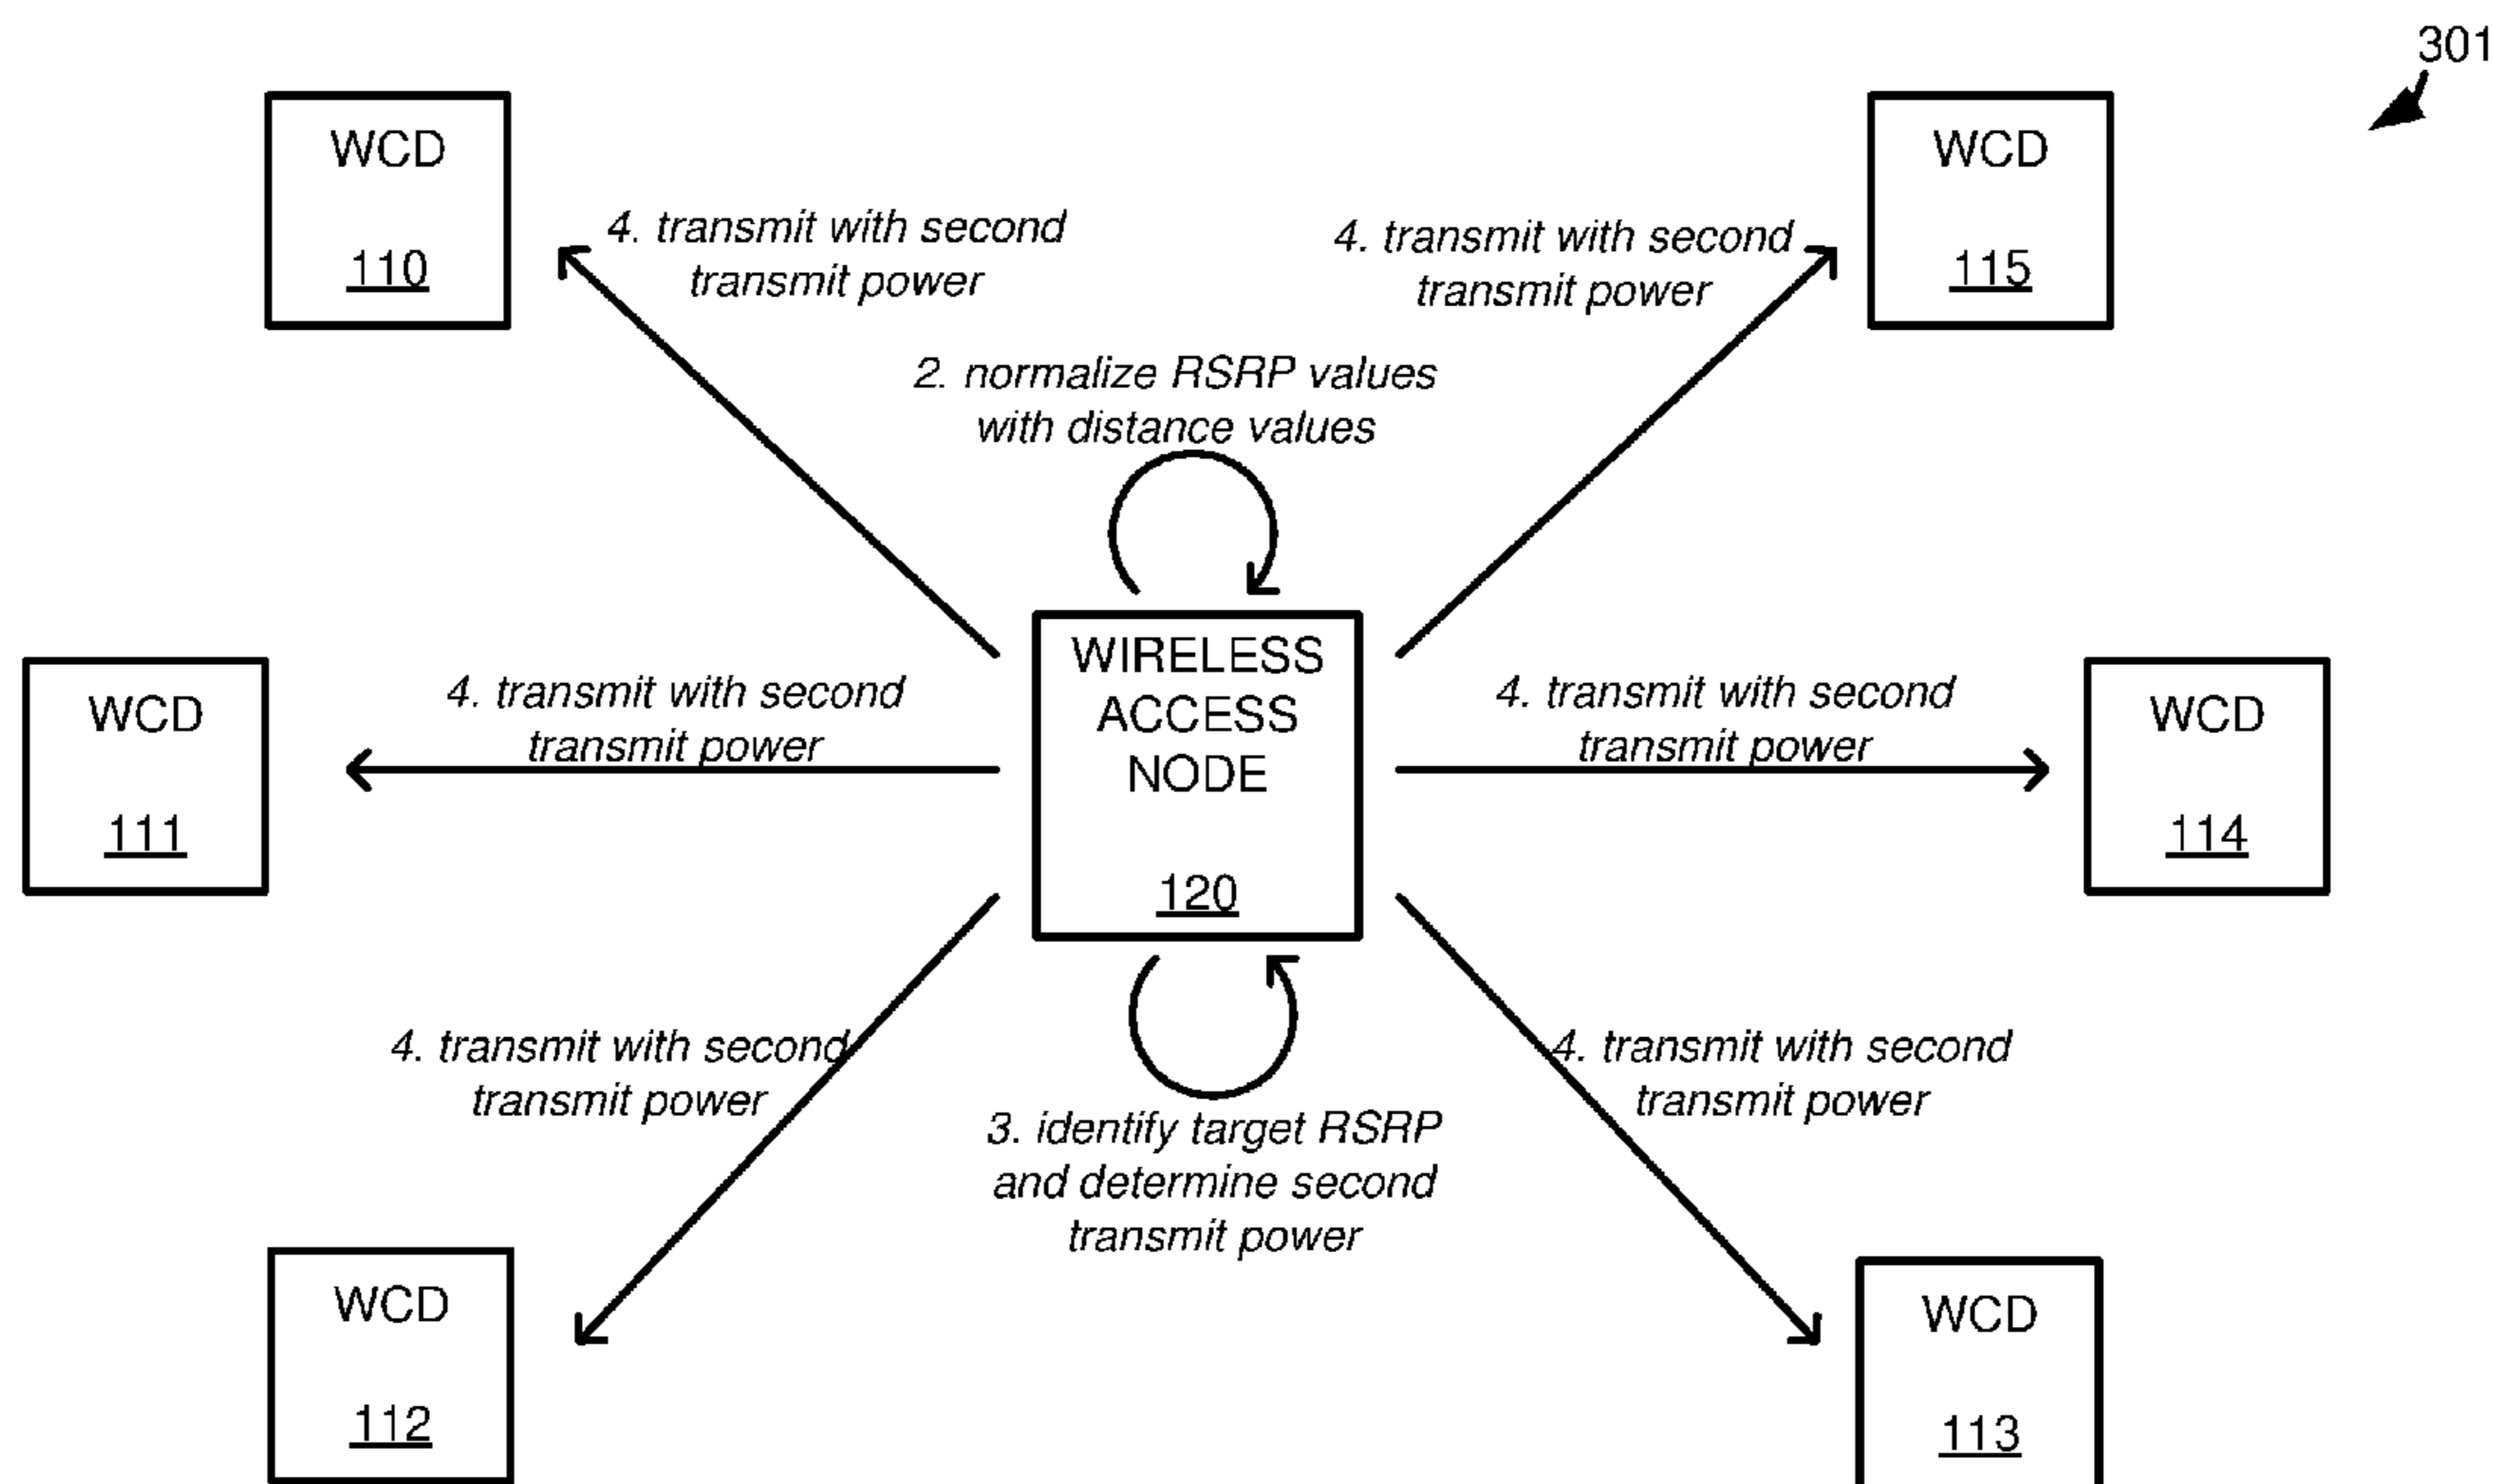 301
WCD
110
WCD
115
4. transmit with second
transmit power
4. transmit with second
transmit power
2. normalize RSRP values
with distance values
WCD
111
4. transmit with second
transmit power
WIRELESS
ACCESS
NODE
120
4. transmit with second
transmit power
WCD
114
4. transmit with second
transmit power
3. identify target RSRP
and determine second
transmit power
4. transmit with second
transmit power
WCD
112
WCD
113